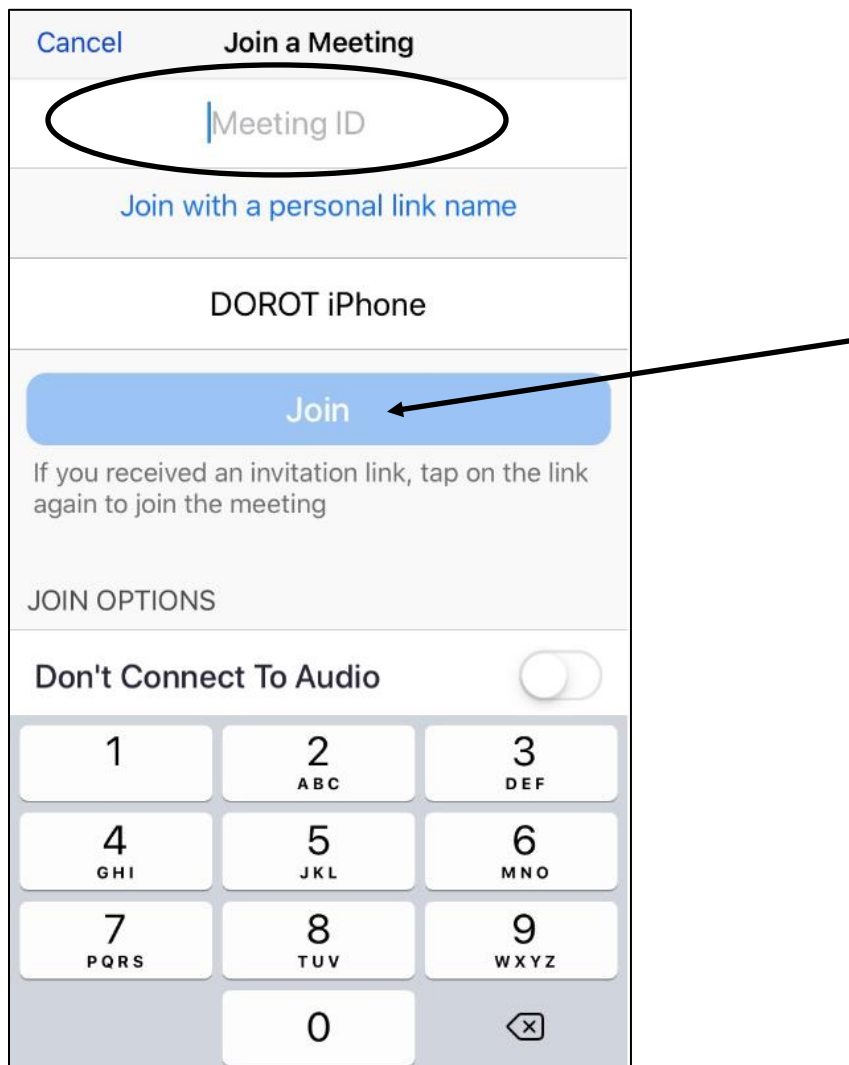 Cancel Join a Meeting
Meeting ID
Join with a personal link name
DOROT iPhone
Join
If you received an invitation link, tap on the link
again to join the meeting
JOIN OPTIONS
Don't Connect To Audio
1 2 3
ABC DEF
4 5 6
GHI JKL MNO
7 8 9
PQRS TUV WXYZ
0